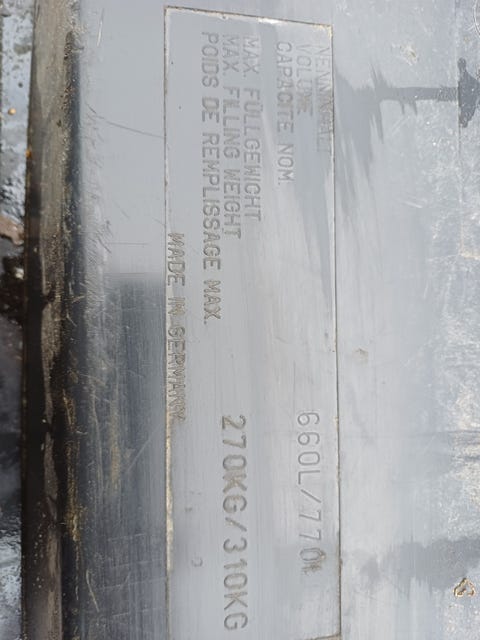 NENNINHALT
VOLUME
CAPACITE NOM. 660L/770L
MAX. FÜLLGEWICHT
MAX. FILLING WEIGHT
POIDS DE REMPLISSAGE MAX. 270KG/310KG
MADE IN GERMANY